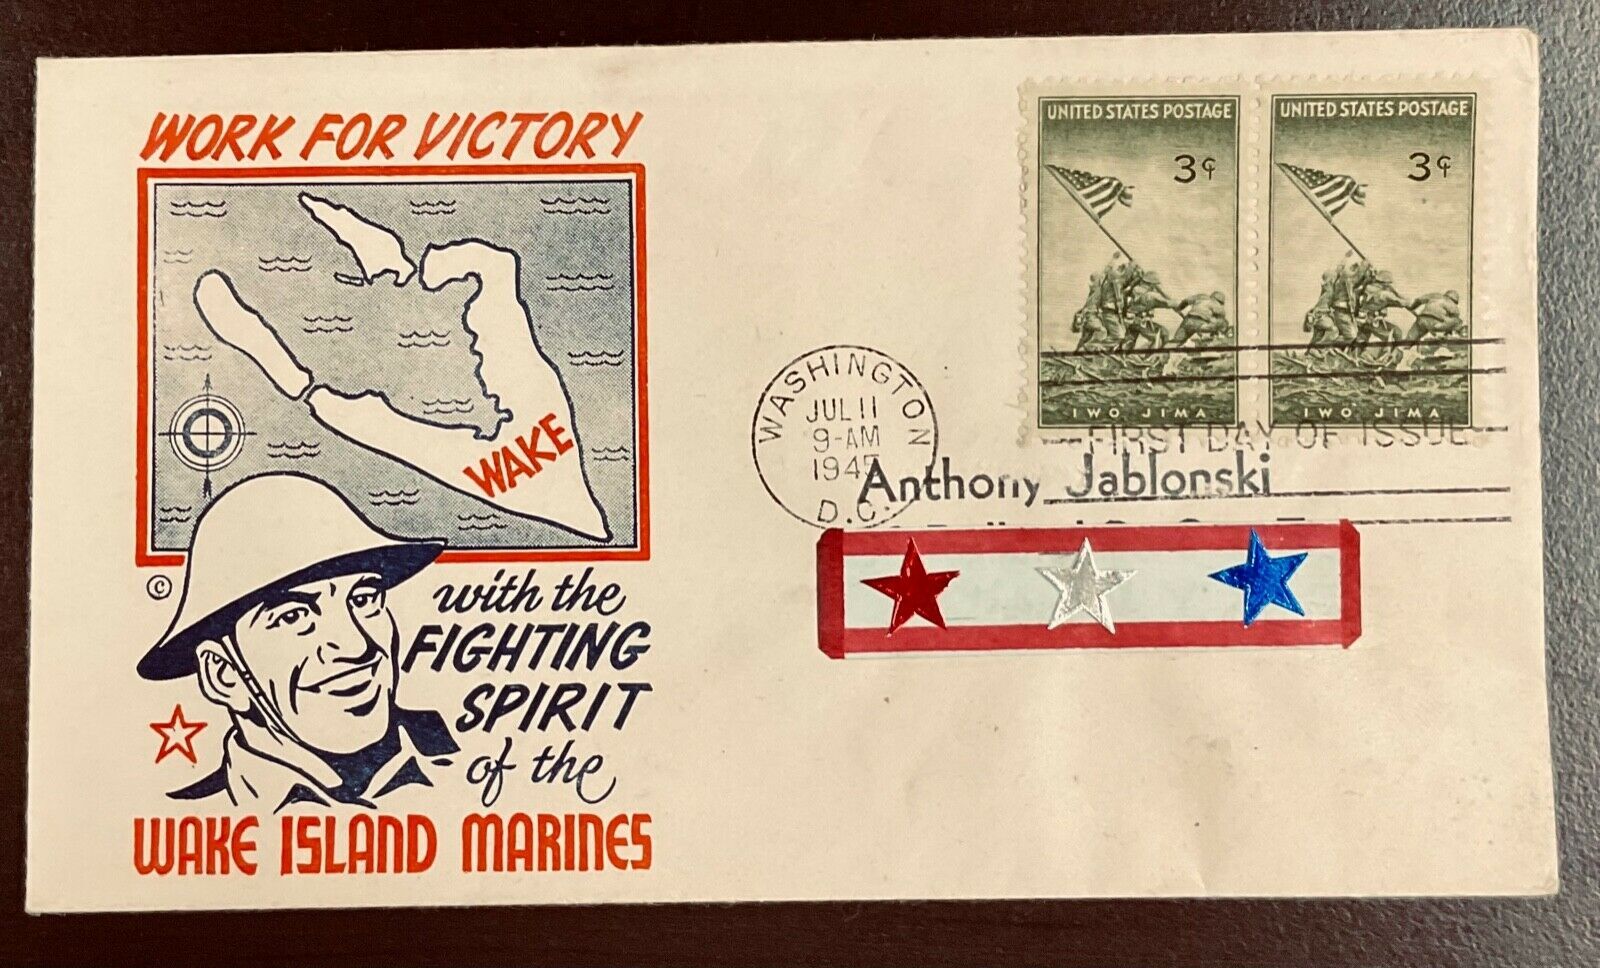 WORK FOR VICTORY
WAKE
©
with the
FIGHTING
SPIRIT
of the
WAKE ISLAND MARINES
UNITED STATES POSTAGE
3¢
IWO JIMA
UNITED STATES POSTAGE
3¢
IWO JIMA
WASHINGTON
JUL 11
9-AM
1945
D.C.
FIRST DAY OF ISSUE
Anthony Jablonski